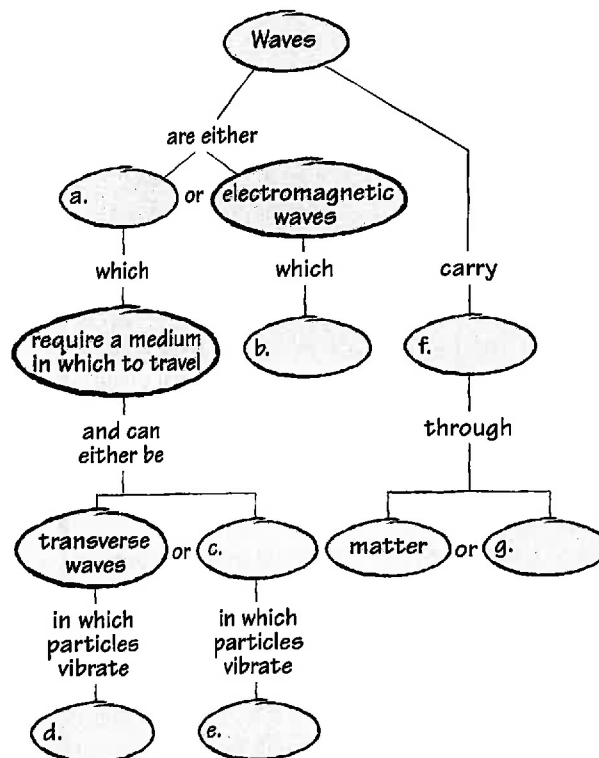 Waves
are either
a.
or
electromagnetic
waves
which
which
carry
require a medium
in which to travel
b.
f.
and can
either be
through
transverse
waves
or
c.
matter
or
g.
in which
particles
vibrate
in which
particles
vibrate
d.
e.